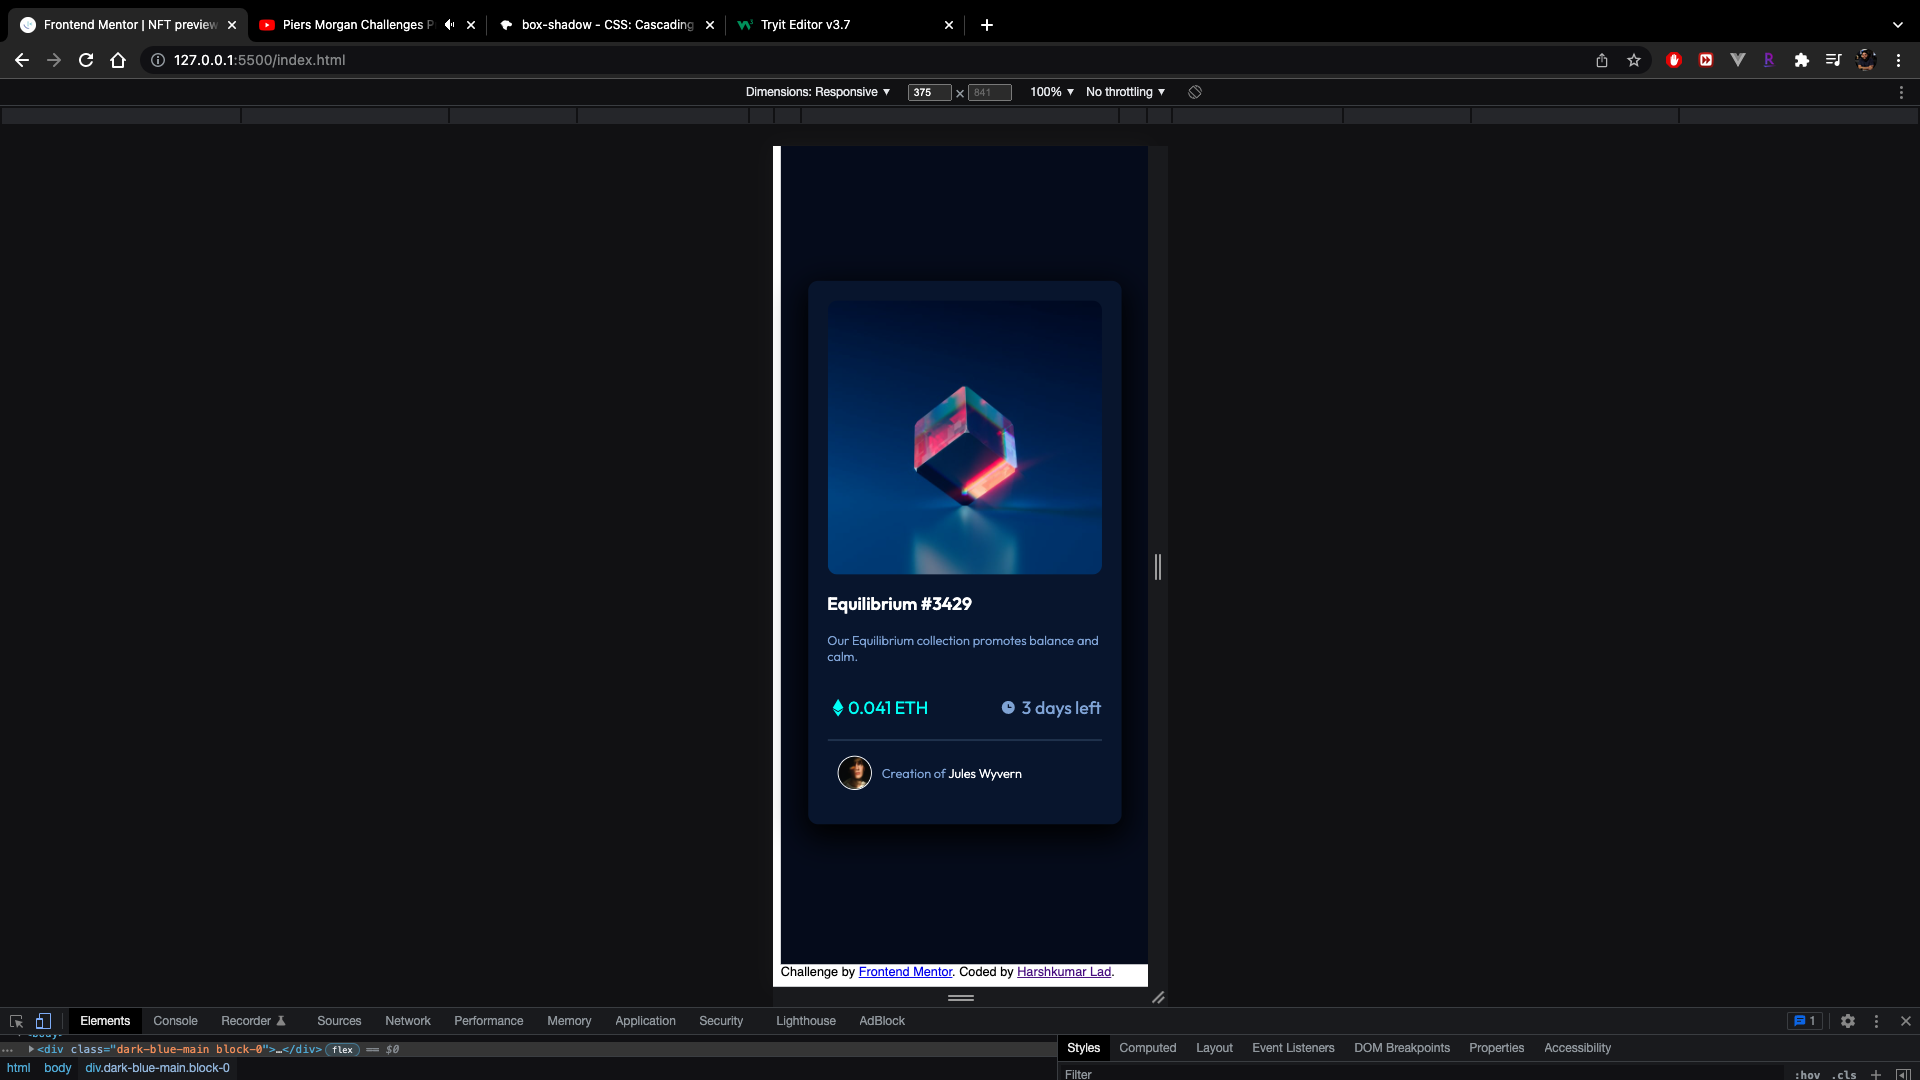 Frontend Mentor | NFT preview
Piers Morgan Challenges P
box-shadow - CSS: Cascading
Tryit Editor v3.7
127.0.0.1:5500/index.html
R
Dimensions: Responsive ▼ 375 × 841 100% ▼ No throttling ▼
Equilibrium #3429
Our Equilibrium collection promotes balance and
calm.
0.041 ETH
3 days left
Creation of Jules Wyvern
Challenge by Frontend Mentor. Coded by Harshkumar Lad.
Elements Console Recorder Sources Network Performance Memory Application Security Lighthouse AdBlock 1
<body>
<div class="dark-blue-main block-0">…</div> flex == $0
html body div.dark-blue-main.block-0
Styles Computed Layout Event Listeners DOM Breakpoints Properties Accessibility
Filter :hov .cls +